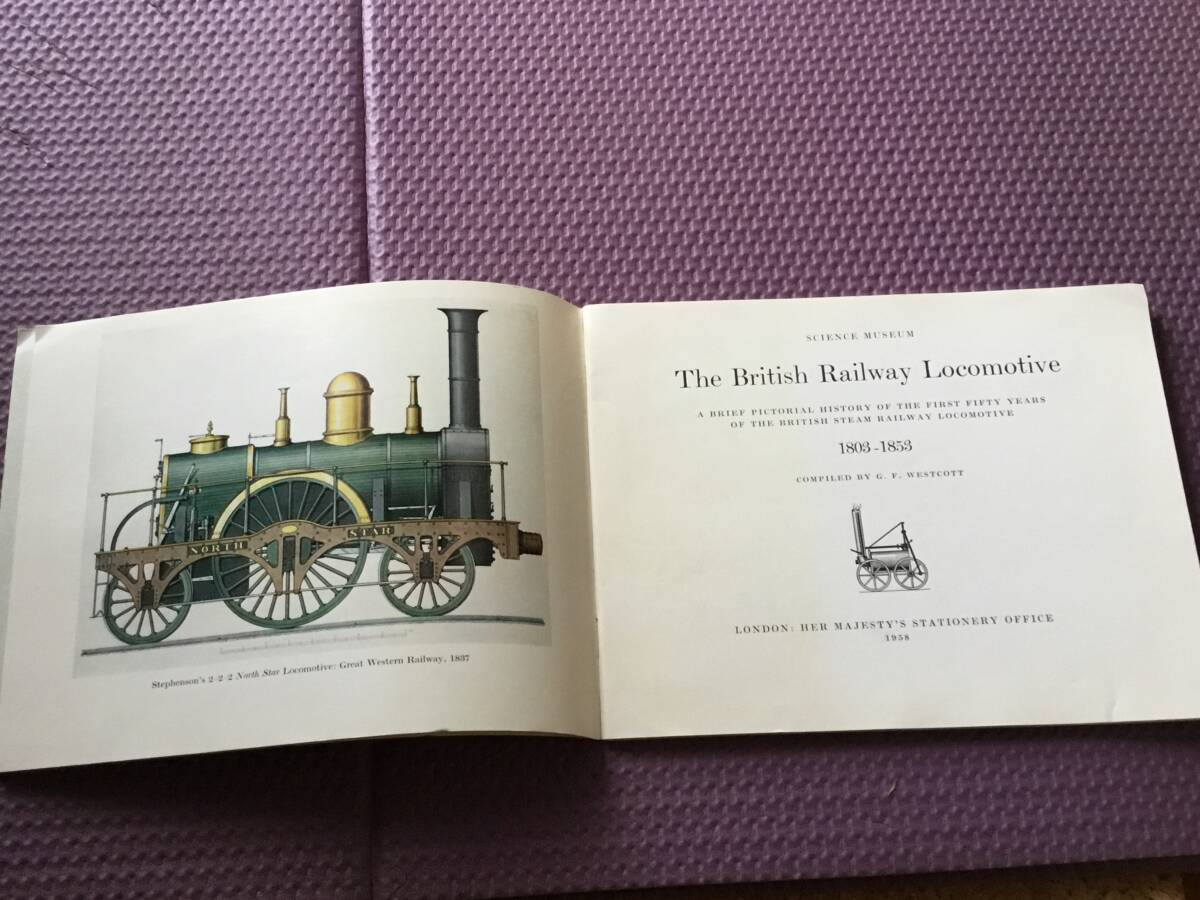 NORTH STAR
Stephenson's 2-2-2 North Star Locomotive: Great Western Railway, 1837
SCIENCE MUSEUM
The British Railway Locomotive
A BRIEF PICTORIAL HISTORY OF THE FIRST FIFTY YEARS
OF THE BRITISH STEAM RAILWAY LOCOMOTIVE
1803-1853
COMPILED BY G. F. WESTCOTT
LONDON: HER MAJESTY'S STATIONERY OFFICE
1958